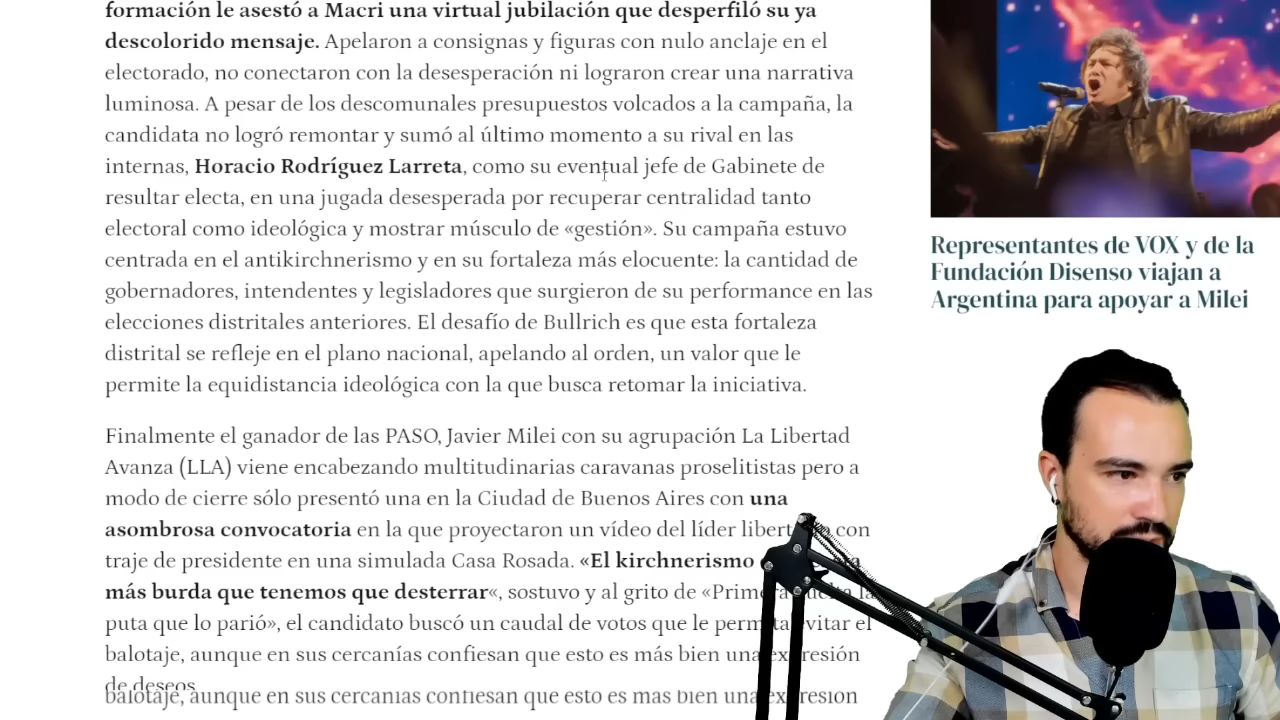 formación le asestó a Macri una virtual jubilación que desperfiló su ya
descolorido mensaje. Apelaron a consignas y figuras con nulo anclaje en el
electorado, no conectaron con la desesperación ni lograron crear una narrativa
luminosa. A pesar de los descomunales presupuestos volcados a la campaña, la
candidata no logró remontar y sumó al último momento a su rival en las
internas, Horacio Rodríguez Larreta, como su eventual jefe de Gabinete de
resultar electa, en una jugada desesperada por recuperar centralidad tanto
electoral como ideológica y mostrar músculo de «gestión». Su campaña estuvo
centrada en el antikirchnerismo y en su fortaleza más elocuente: la cantidad de
gobernadores, intendentes y legisladores que surgieron de su performance en las
elecciones distritales anteriores. El desafío de Bullrich es que esta fortaleza
distrital se refleje en el plano nacional, apelando al orden, un valor que le
permite la equidistancia ideológica con la que busca retomar la iniciativa.
Finalmente el ganador de las PASO, Javier Milei con su agrupación La Libertad
Avanza (LLA) viene encabezando multitudinarias caravanas proselitistas pero a
modo de cierre sólo presentó una en la Ciudad de Buenos Aires con una
asombrosa convocatoria en la que proyectaron un vídeo del líder con
traje de presidente en una simulada Casa Rosada. «El kirchnerismo
más burda que tenemos que desterrar«, sostuvo y al grito de «Primera vuelta la
puta que lo parió», el candidato buscó un caudal de votos que le permita evitar el
balotaje, aunque en sus cercanías confiesan que esto es más bien una expresión
de deseos
balotaje, aunque en sus cercanías confiesan que esto es más bien una expresión
Representantes de VOX y de la
Fundación Disenso viajan a
Argentina para apoyar a Milei